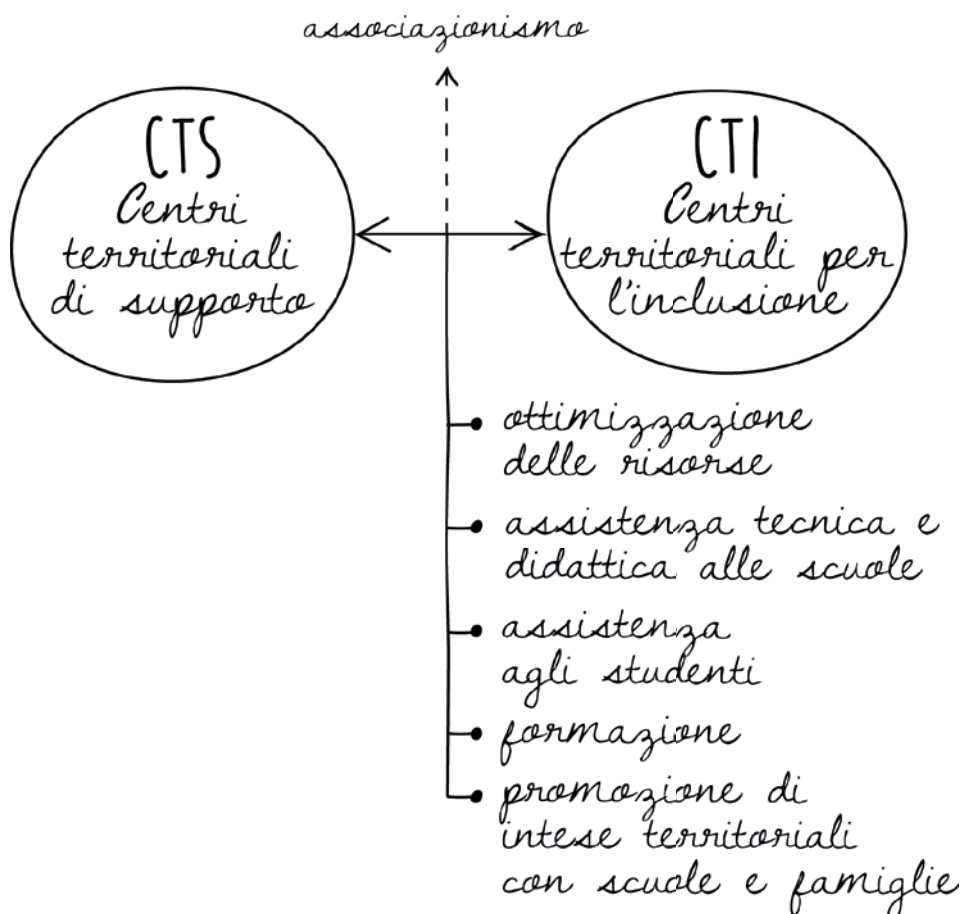 associazionismo
CTS
Centri
territoriali
di supporto
CTI
Centri
territoriali per
l'inclusione
ottimizzazione
delle risorse
assistenza tecnica e
didattica alle scuole
assistenza
agli studenti
formazione
promozione di
intese territoriali
con scuole e famiglie